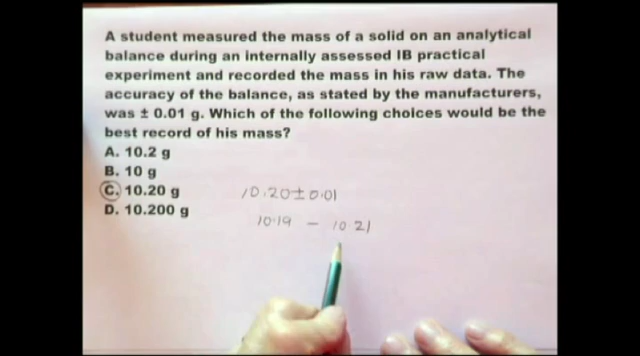 A student measured the mass of a solid on an analytical
balance during an internally assessed IB practical
experiment and recorded the mass in his raw data. The
accuracy of the balance, as stated by the manufacturers,
was ± 0.01 g. Which of the following choices would be the
best record of his mass?
A. 10.2 g
B. 10 g
C. 10.20 g 10.20 ± 0.01
D. 10.200 g
10.19 – 10 21